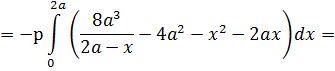 = -p∫₀²ᵃ (8a³/(2a - x) - 4a² - x² - 2ax) dx =